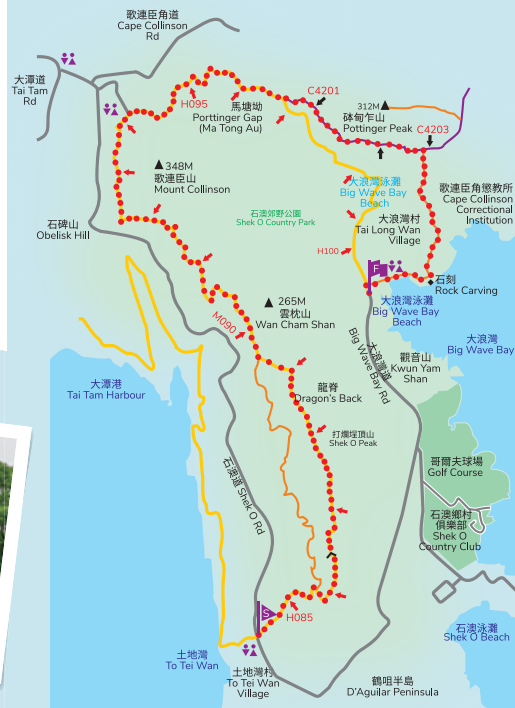 歌連臣角道
Cape Collinson
Rd
大潭道
Tai Tam
Rd
H095
馬塘坳
Porttinger Gap
(Ma Tong Au)
C4201
312M
砵甸乍山
Pottinger Peak
C4203
348M
歌連臣山
Mount Collinson
大浪灣泳灘
Big Wave Bay
Beach
歌連臣角懲教所
Cape Collinson
Correctional
Institution
石澳郊野公園
Shek O Country Park
大浪灣村
Tai Long Wan
Village
石碑山
Obelisk Hill
H100
F
石刻
Rock Carving
265M
雲枕山
Wan Cham Shan
大浪灣泳灘
Big Wave Bay
Beach
大浪灣
Big Wave Bay
M090
大浪灣道
Big Wave Bay Rd
觀音山
Kwun Yam
Shan
大潭港
Tai Tam Harbour
龍脊
Dragon's Back
打爛埕頂山
Shek O Peak
哥爾夫球場
Golf Course
石澳道 Shek O Rd
石澳鄉村
俱樂部
Shek O
Country Club
S
H085
石澳泳灘
Shek O Beach
土地灣
To Tei Wan
土地灣村
To Tei Wan
Village
鶴咀半島
D'Aguilar Peninsula